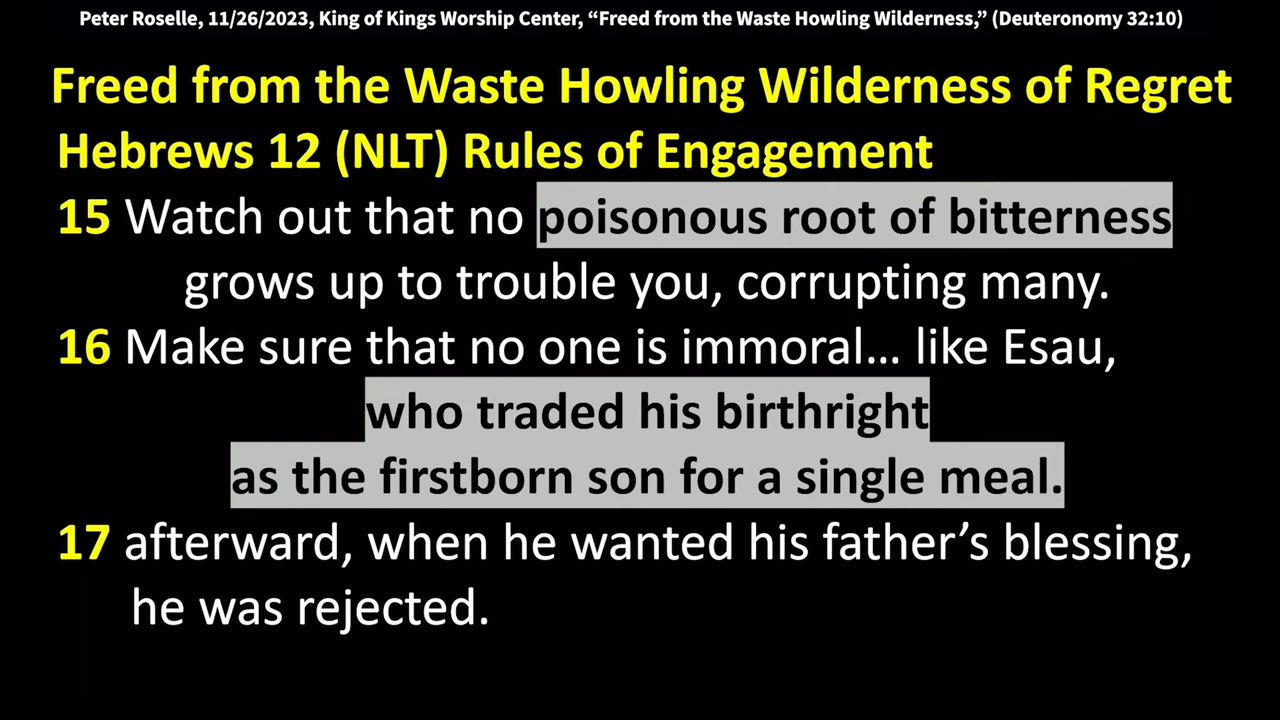 Peter Roselle, 11/26/2023, King of Kings Worship Center, “Freed from the Waste Howling Wilderness,” (Deuteronomy 32:10)
Freed from the Waste Howling Wilderness of Regret
Hebrews 12 (NLT) Rules of Engagement
15 Watch out that no poisonous root of bitterness
grows up to trouble you, corrupting many.
16 Make sure that no one is immoral... like Esau,
who traded his birthright
as the firstborn son for a single meal.
17 afterward, when he wanted his father’s blessing,
he was rejected.